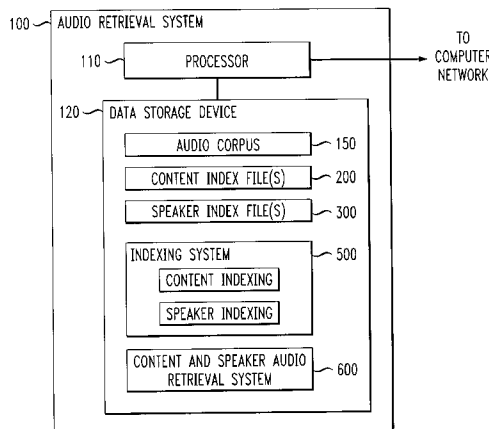 100
AUDIO RETRIEVAL SYSTEM
110
PROCESSOR
TO
COMPUTER
NETWORK
120
DATA STORAGE DEVICE
AUDIO CORPUS
150
CONTENT INDEX FILE(S)
200
SPEAKER INDEX FILE(S)
300
INDEXING SYSTEM
500
CONTENT INDEXING
SPEAKER INDEXING
CONTENT AND SPEAKER AUDIO
RETRIEVAL SYSTEM
600